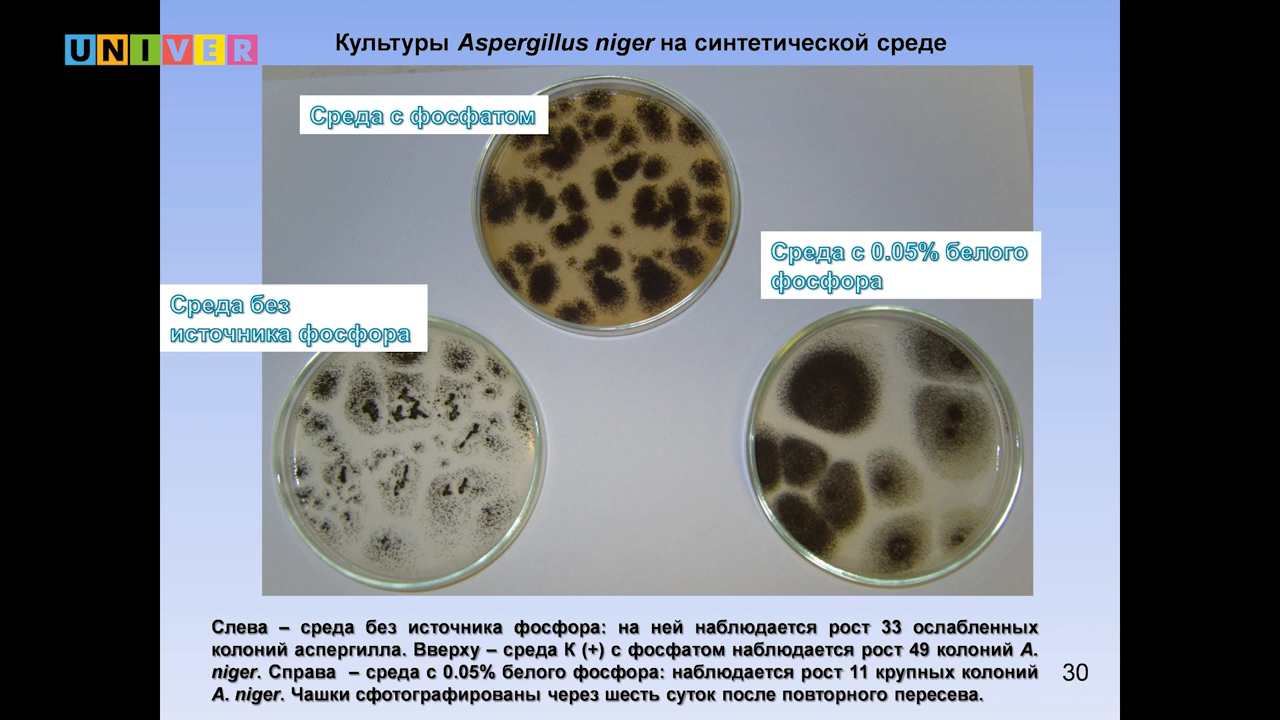 UNIVER
Культуры Aspergillus niger на синтетической среде
Среда с фосфатом
Среда с 0.05% белого
фосфора
Среда без
источника фосфора
Слева – среда без источника фосфора: на ней наблюдается рост 33 ослабленных
колоний аспергилла. Вверху – среда К (+) с фосфатом наблюдается рост 49 колоний A.
niger. Справа – среда с 0.05% белого фосфора: наблюдается рост 11 крупных колоний
A. niger. Чашки сфотографированы через шесть суток после повторного пересева.
30